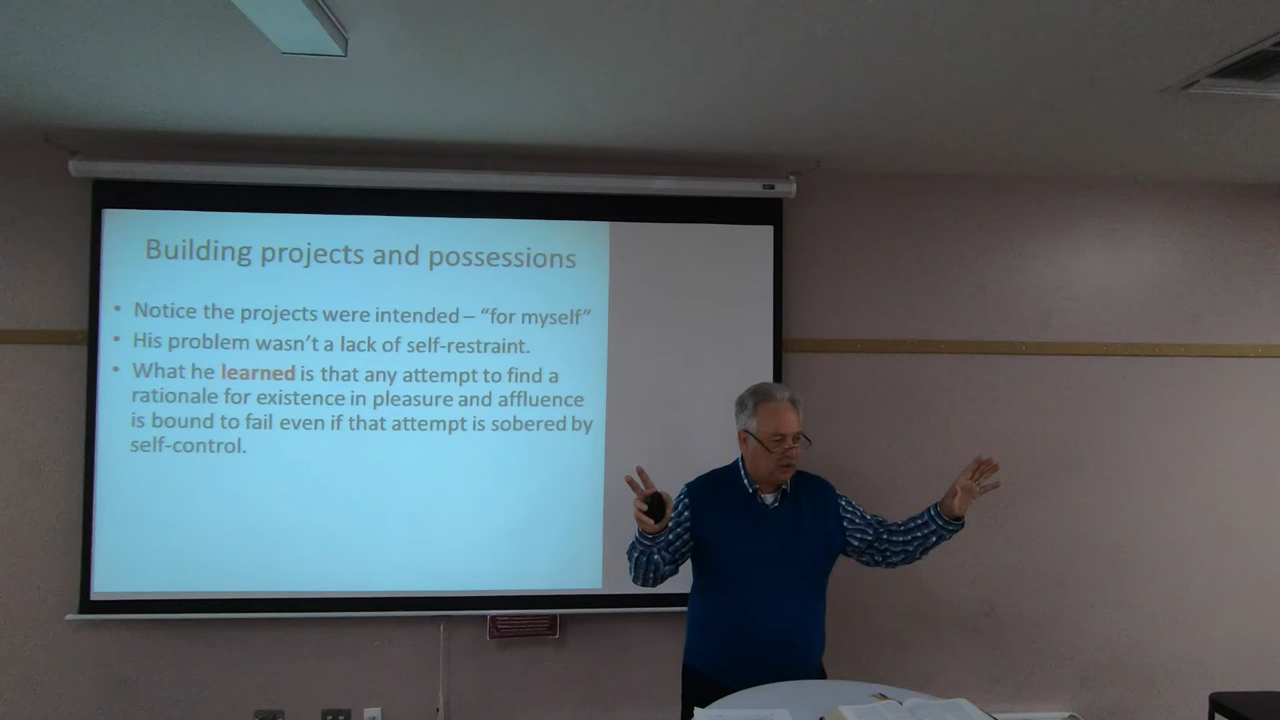 Building projects and possessions
• Notice the projects were intended – “for myself”
• His problem wasn’t a lack of self-restraint.
• What he learned is that any attempt to find a
rationale for existence in pleasure and affluence
is bound to fail even if that attempt is sobered by
self-control.